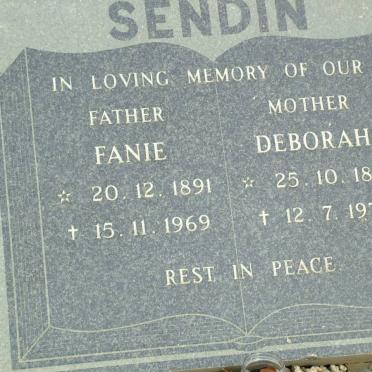 SENDIN
IN LOVING MEMORY OF OUR
FATHER MOTHER
FANIE DEBORAH
☆ 20.12.1891 ☆ 25.10.18
† 15.11.1969 † 12.7.197
REST IN PEACE